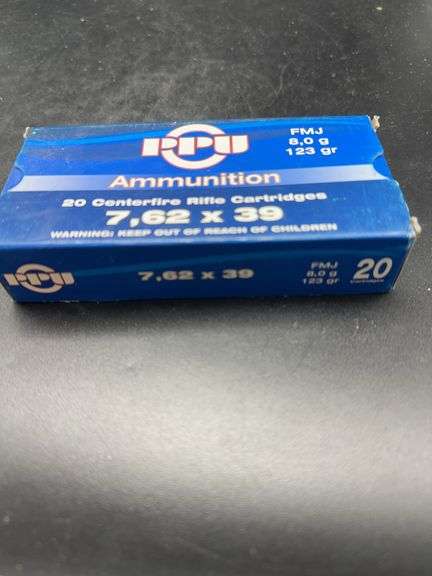 PPU
FMJ
8,0 g
123 gr
Ammunition
20 Centerfire Rifle Cartridges
7,62 x 39
WARNING: KEEP OUT OF REACH OF CHILDREN
PPU
7,62 x 39
FMJ
8,0 g
123 gr
20
Cartridges